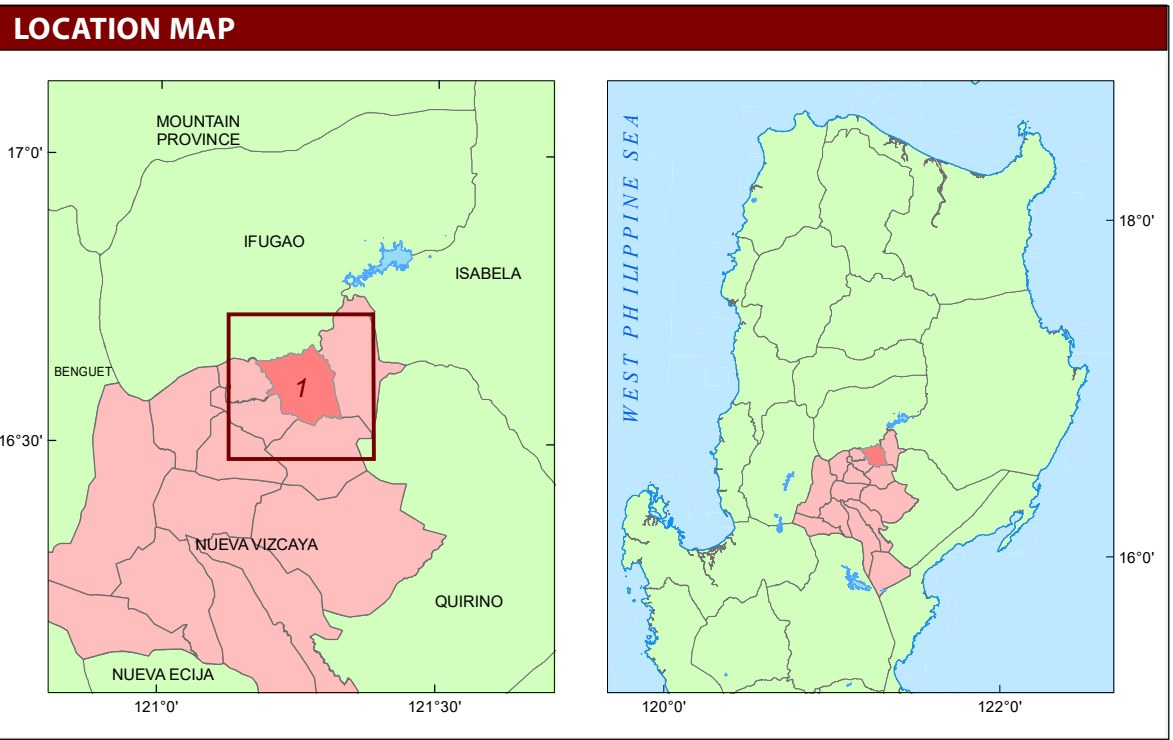 LOCATION MAP
MOUNTAIN
PROVINCE
17°0'
IFUGAO
ISABELA
BENGUET
1
16°30'
NUEVA VIZCAYA
QUIRINO
NUEVA ECIJA
121°0'
121°30'
WEST PHILIPPINE SEA
18°0'
16°0'
120°0'
122°0'